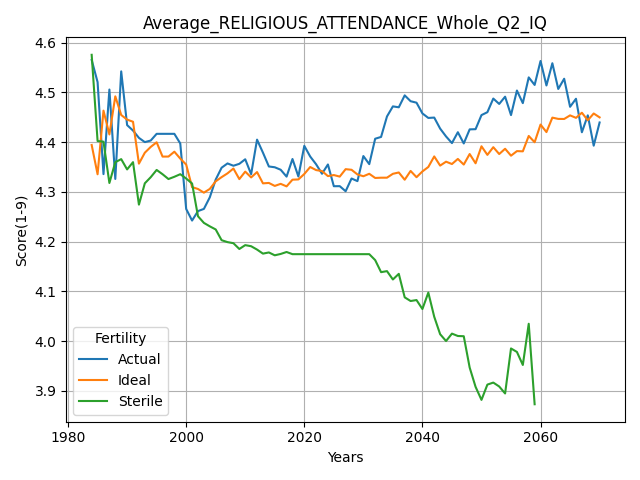 Average_RELIGIOUS_ATTENDANCE_Whole_Q2_IQ
4.6
4.5
4.4
4.3
4.2
4.1
4.0
3.9
Score(1-9)
Fertility
Actual
Ideal
Sterile
1980 2000 2020 2040 2060
Years